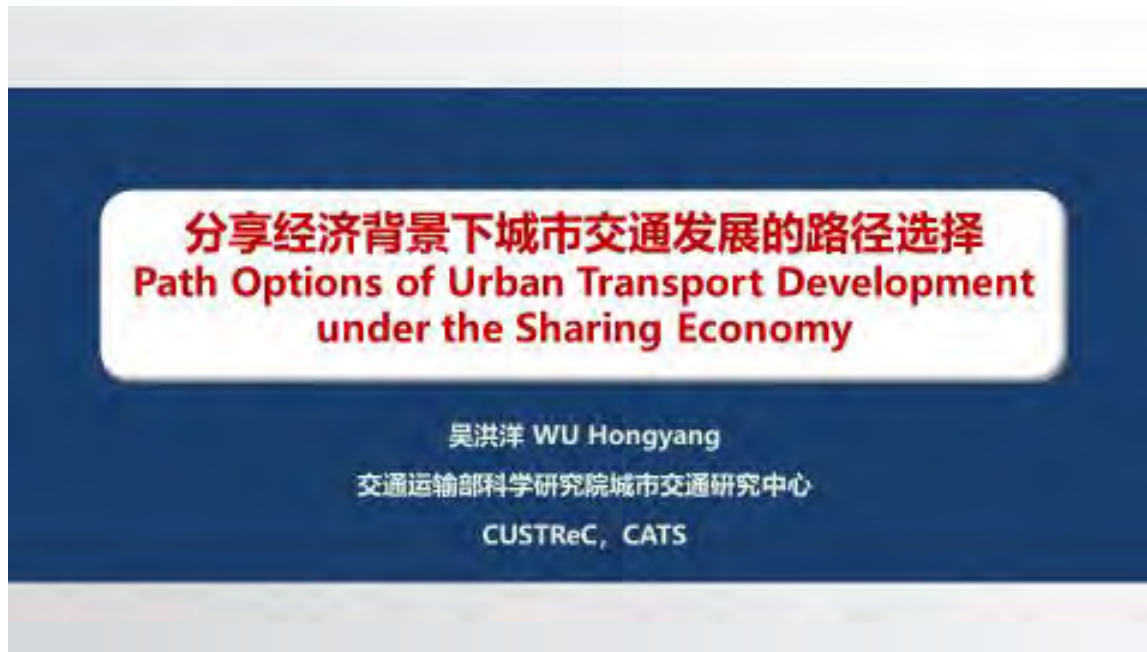 分享经济背景下城市交通发展的路径选择
Path Options of Urban Transport Development
under the Sharing Economy
吴洪洋 WU Hongyang
交通运输部科学研究院城市交通研究中心
CUSTReC，CATS